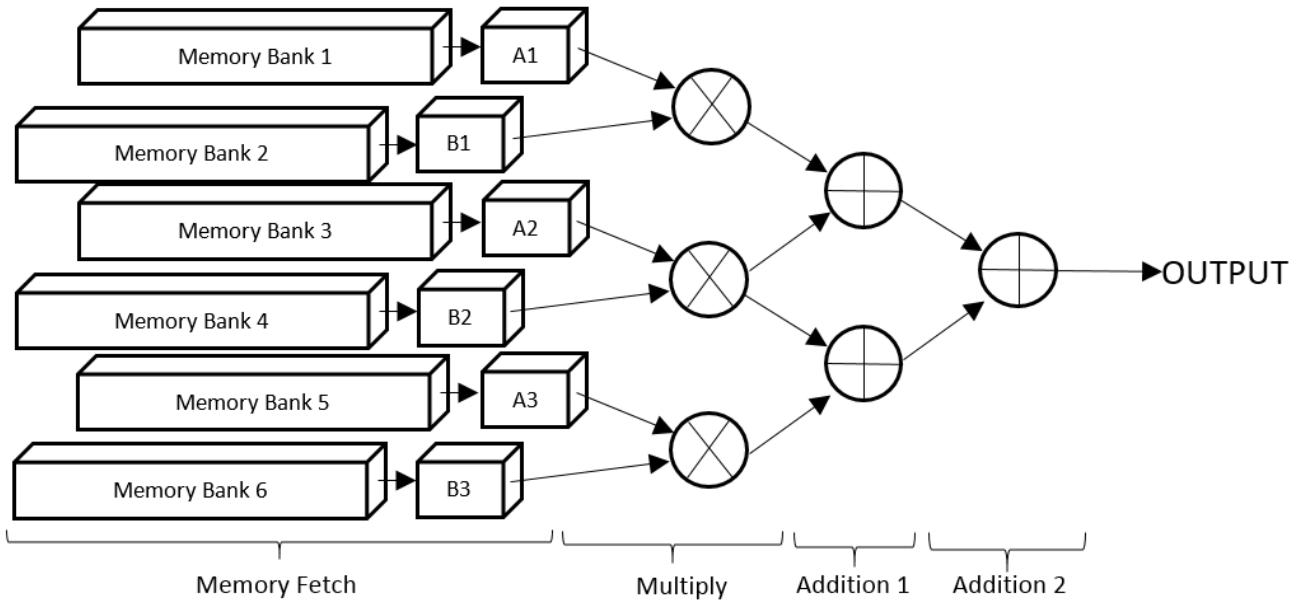 Memory Bank 1
A1
Memory Bank 2
B1
Memory Bank 3
A2
Memory Bank 4
B2
Memory Bank 5
A3
Memory Bank 6
B3
OUTPUT
Memory Fetch
Multiply
Addition 1
Addition 2